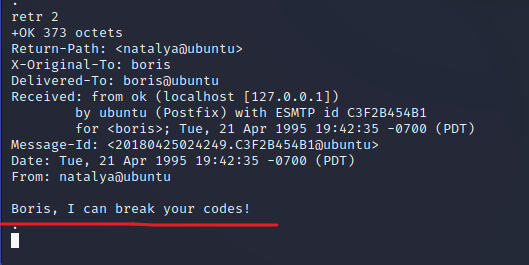 .
retr 2
+OK 373 octets
Return-Path: <natalya@ubuntu>
X-Original-To: boris
Delivered-To: boris@ubuntu
Received: from ok (localhost [127.0.0.1])
        by ubuntu (Postfix) with ESMTP id C3F2B454B1
        for <boris>; Tue, 21 Apr 1995 19:42:35 -0700 (PDT)
Message-Id: <20180425024249.C3F2B454B1@ubuntu>
Date: Tue, 21 Apr 1995 19:42:35 -0700 (PDT)
From: natalya@ubuntu

Boris, I can break your codes!
.